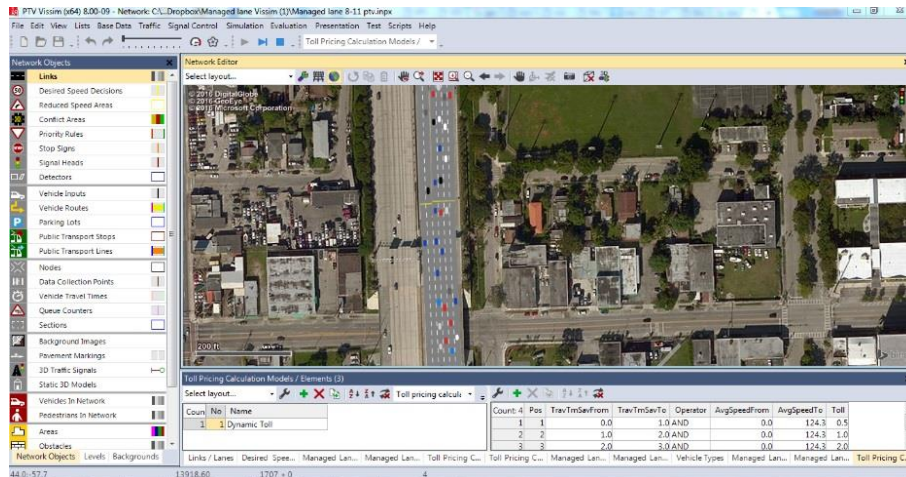 PTV Vissim (x64) 8.00-09 - Network: C:\...Dropbox\Managed lane Vissim (1)\Managed lane 8-11 ptv.inpx
File Edit View Lists Base Data Traffic Signal Control Simulation Evaluation Presentation Test Scripts Help
Toll Pricing Calculation Models /
Network Objects
Links
Desired Speed Decisions
Reduced Speed Areas
Conflict Areas
Priority Rules
Stop Signs
Signal Heads
Detectors
Vehicle Inputs
Vehicle Routes
Parking Lots
Public Transport Stops
Public Transport Lines
Nodes
Data Collection Points
Vehicle Travel Times
Queue Counters
Sections
Background Images
Pavement Markings
3D Traffic Signals
Static 3D Models
Vehicles In Network
Pedestrians In Network
Areas
Obstacles
Network Objects Levels Backgrounds
Network Editor
Select layout...
© 2016 DigitalGlobe
© 2016 GeoEye
© 2016 Microsoft Corporation
200 ft
Toll Pricing Calculation Models / Elements (3)
Select layout... Toll pricing calcula
Coun No Name
1 1 Dynamic Toll
Count: 4 Pos TravTmSavFrom TravTmSavTo Operator AvgSpeedFrom AvgSpeedTo Toll
1 1 0.0 1.0 AND 0.0 124.3 0.5
2 2 1.0 2.0 AND 0.0 124.3 1.0
3 3 2.0 3.0 AND 0.0 124.3 2.0
Links / Lanes Desired Spee... Managed Lan... Managed Lan... Toll Pricing C... Toll Pricing C... Managed Lan... Managed Lan... Vehicle Types Managed Lan... Managed Lan... Toll Pricing C...
44.0:-57.7 13918.60 1707 + 0 4